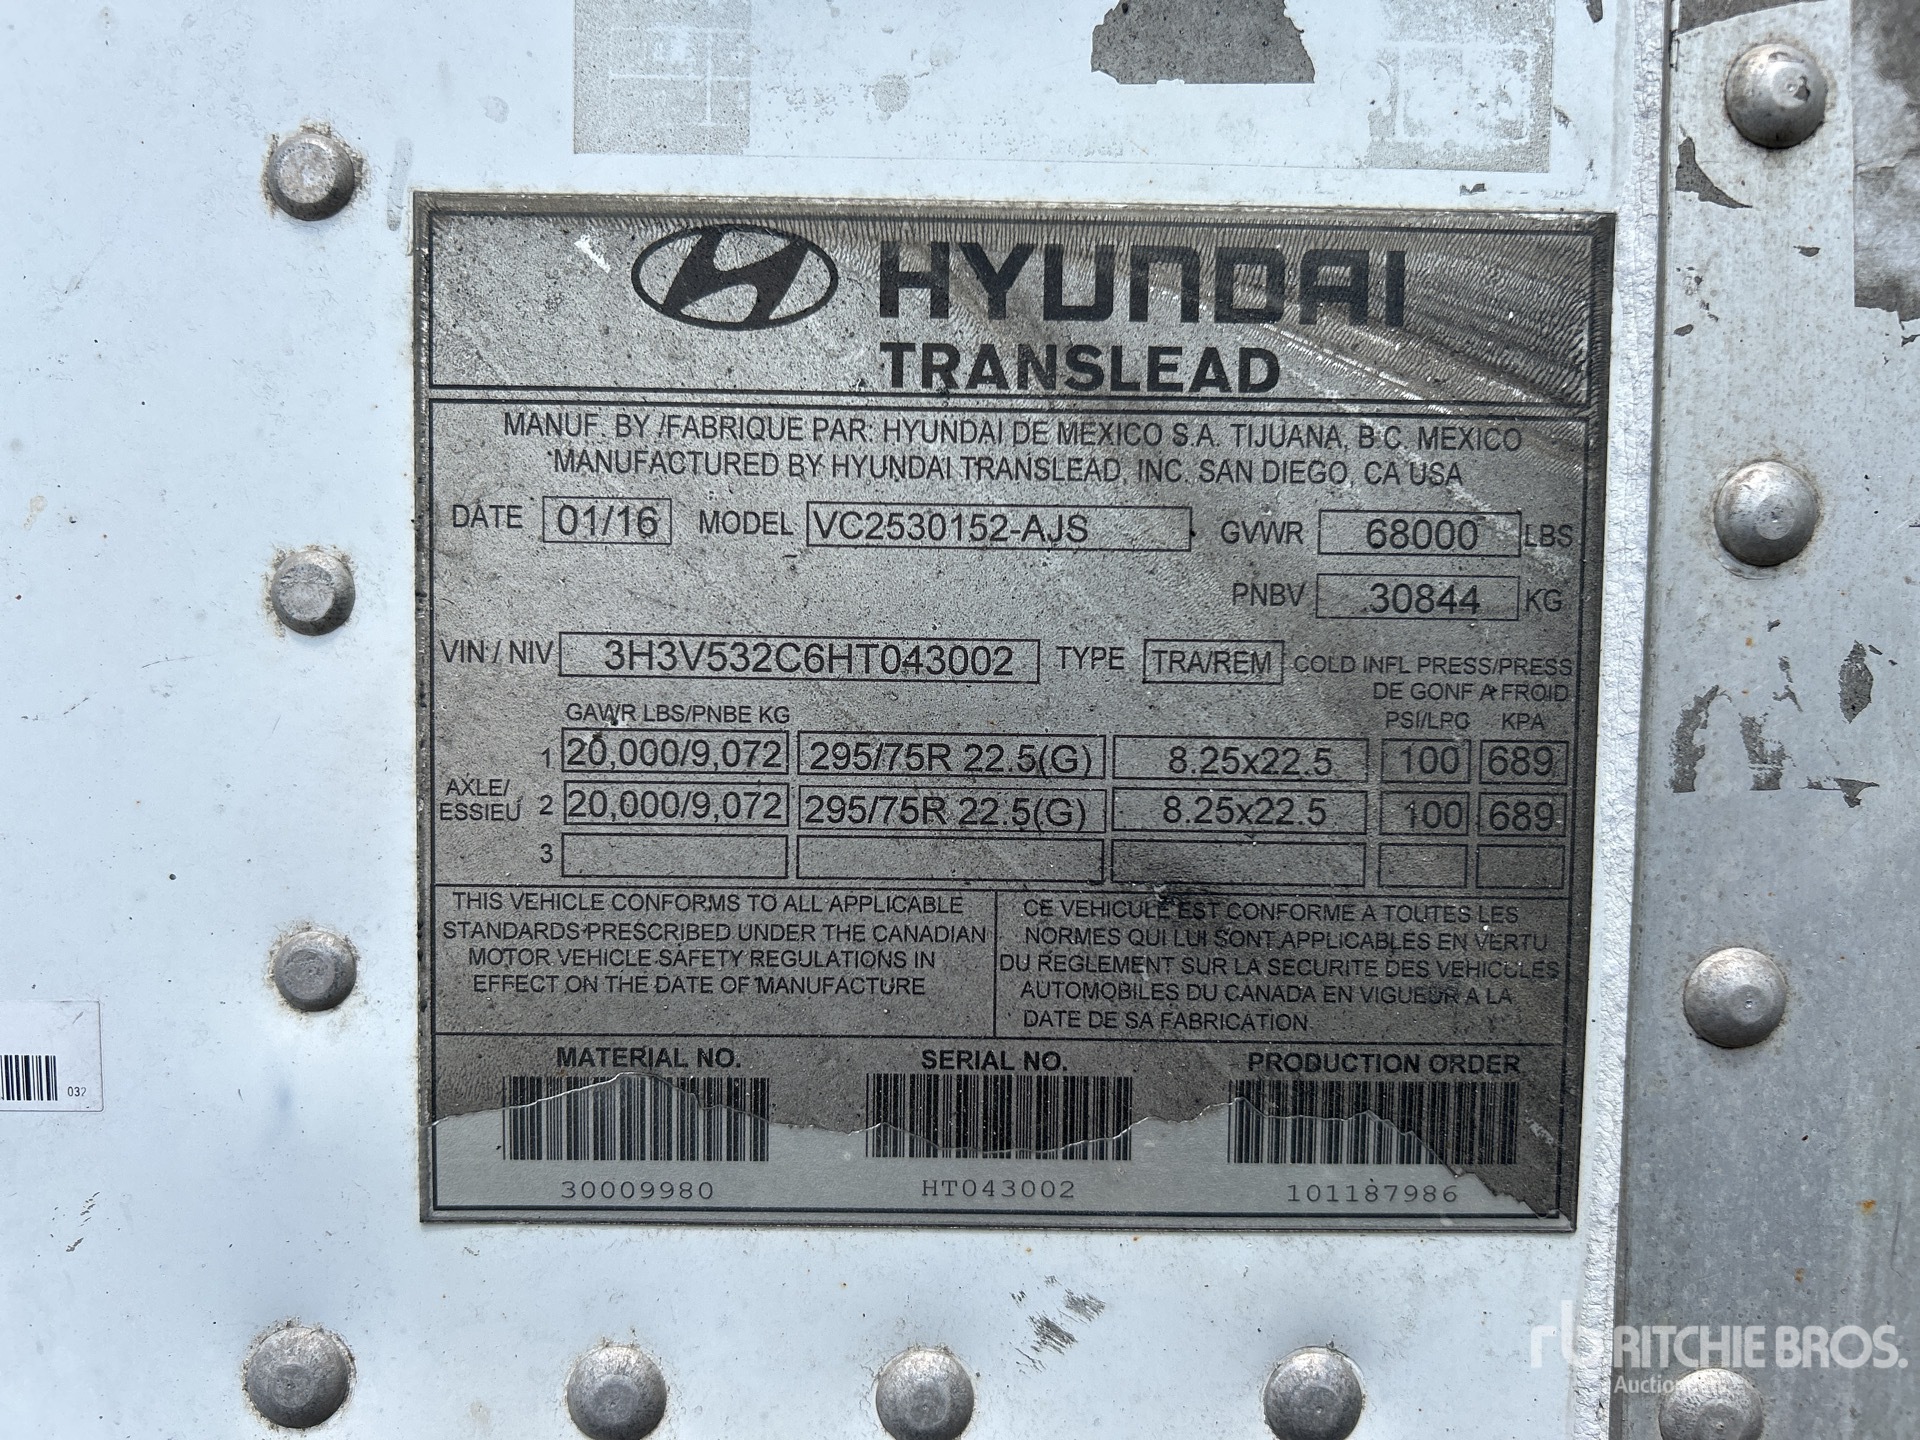 HYUNDAI
TRANSLEAD
MANUF. BY /FABRIQUE PAR: HYUNDAI DE MEXICO S.A. TIJUANA, B.C. MEXICO
MANUFACTURED BY HYUNDAI TRANSLEAD, INC. SAN DIEGO, CA USA
DATE 01/16 MODEL VC2530152-AJS GVWR 68000 LBS
PNBV 30844 KG
VIN / NIV 3H3V532C6HT043002 TYPE TRA/REM COLD INFL PRESS/PRESS
DE GONF A FROID
GAWR LBS/PNBE KG PSI/LPC KPA
1 20,000/9,072 295/75R 22.5(G) 8.25x22.5 100 689
AXLE/
ESSIEU 2 20,000/9,072 295/75R 22.5(G) 8.25x22.5 100 689
3
THIS VEHICLE CONFORMS TO ALL APPLICABLE
STANDARDS PRESCRIBED UNDER THE CANADIAN
MOTOR VEHICLE SAFETY REGULATIONS IN
EFFECT ON THE DATE OF MANUFACTURE
CE VEHICULE EST CONFORME A TOUTES LES
NORMES QUI LUI SONT APPLICABLES EN VERTU
DU REGLEMENT SUR LA SECURITE DES VEHICULES
AUTOMOBILES DU CANADA EN VIGUEUR A LA
DATE DE SA FABRICATION
MATERIAL NO. SERIAL NO. PRODUCTION ORDER
30009980 HT043002 101187986
032
rb RITCHIE BROS.